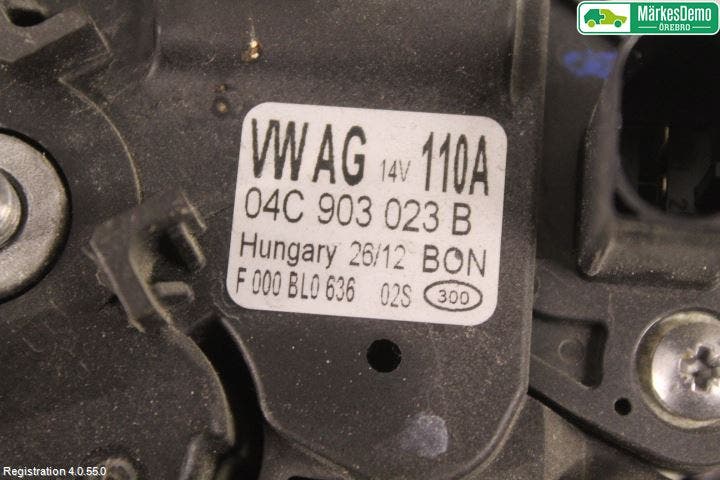 MärkesDemo
ÖREBRO
VW AG 14V 110A
04C 903 023 B
Hungary 26/12 BON
F 000 BL0 636 02S 300
Registration 4.0.55.0